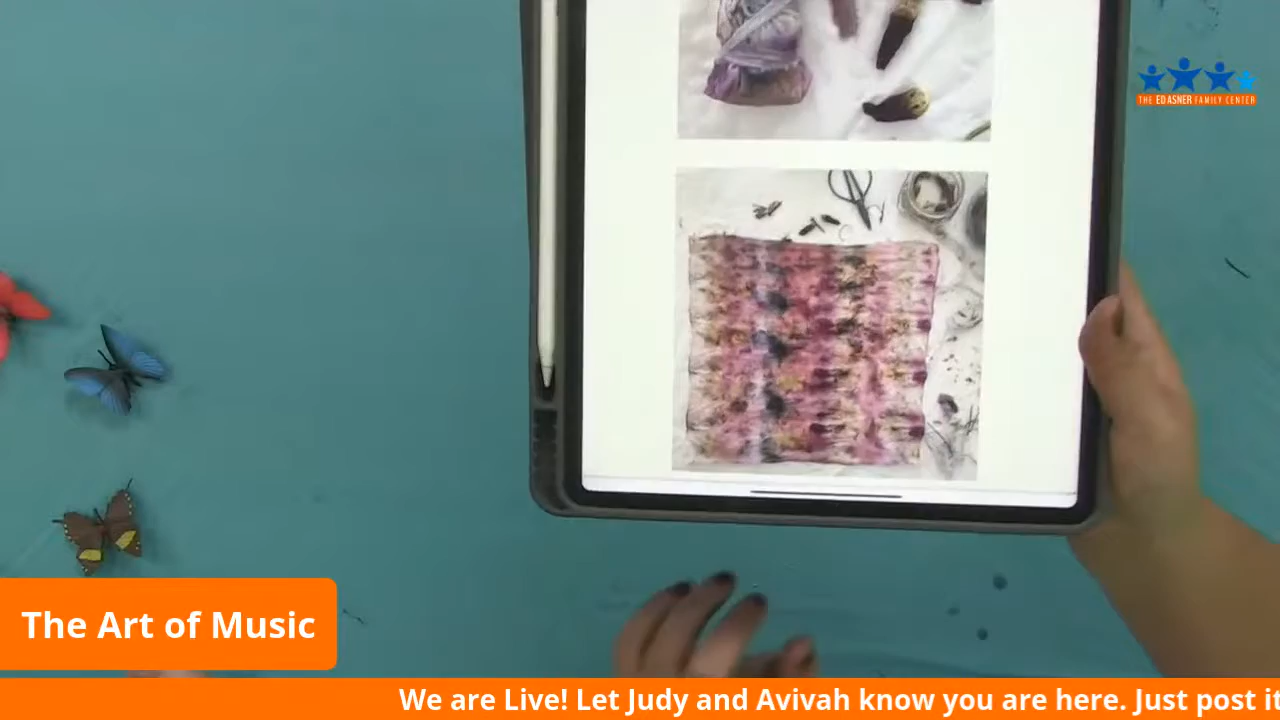 THE ED ASNER FAMILY CENTER
The Art of Music
We are Live! Let Judy and Avivah know you are here. Just post it